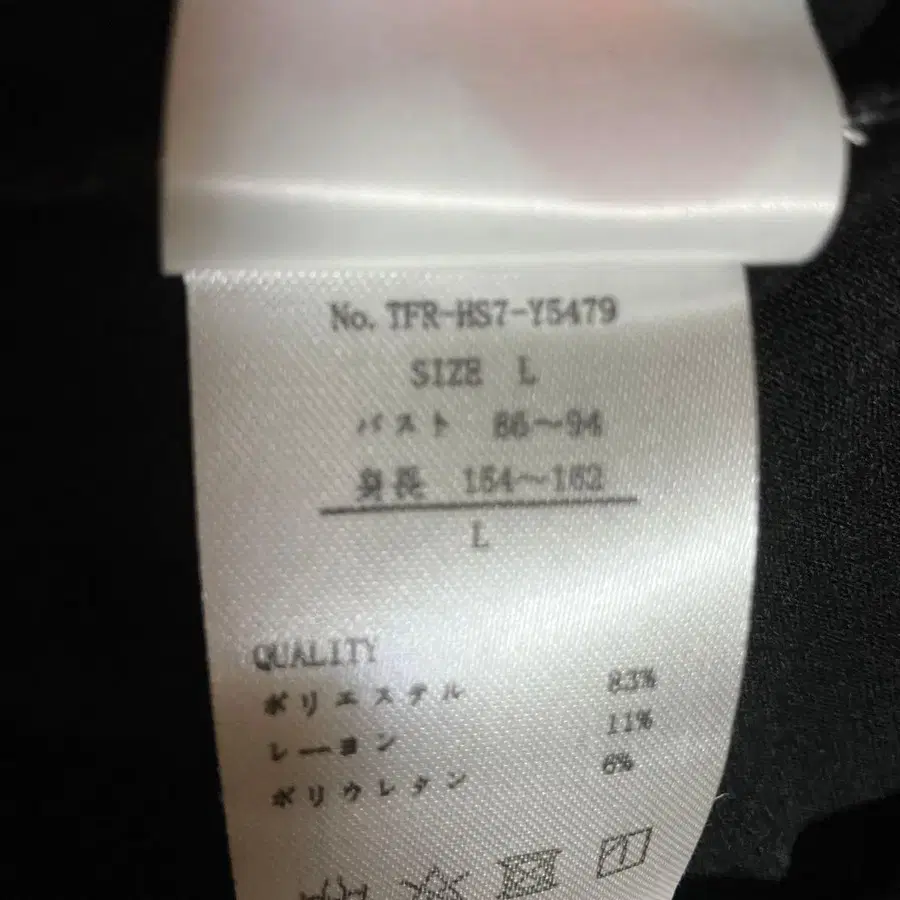 No. TFR-HS7-Y5479
SIZE L
バスト 86～94
身長 154～162
L
QUALITY
ポリエステル 83%
レーヨン 11%
ポリウレタン 6%